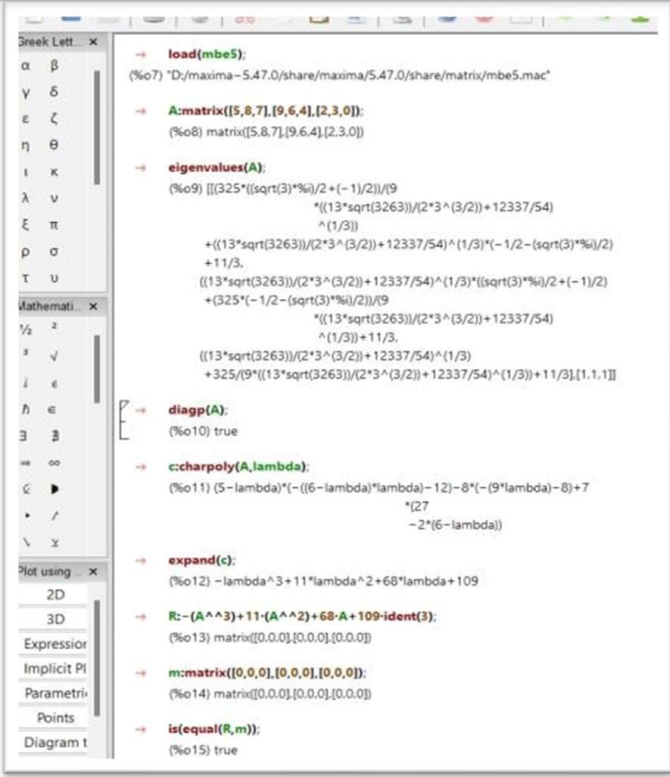 Greek Lett... ×
α β
γ δ
ε ζ
η θ
ι κ
λ ν
ξ π
ρ σ
τ υ
Mathemati... ×
½ ²
³ √
ⅈ ⅇ
ℏ ∈
∃ ∄
⇒ ∞
Plot using ... ×
2D
3D
Expression
Implicit Pl
Parametri
Points
Diagram t
→ load(mbe5);
(%o7) "D:/maxima-5.47.0/share/maxima/5.47.0/share/matrix/mbe5.mac"
→ A:matrix([5,8,7],[9,6,4],[2,3,0]);
(%o8) matrix([5,8,7],[9,6,4],[2,3,0])
→ eigenvalues(A);
(%o9) [[(325*((sqrt(3)*%i)/2+(-1)/2))/(9
*((13*sqrt(3263))/(2*3^(3/2))+12337/54)
^(1/3))
+((13*sqrt(3263))/(2*3^(3/2))+12337/54)^(1/3)*(-1/2-(sqrt(3)*%i)/2)
+11/3,
((13*sqrt(3263))/(2*3^(3/2))+12337/54)^(1/3)*((sqrt(3)*%i)/2+(-1)/2)
+(325*(-1/2-(sqrt(3)*%i)/2))/(9
*((13*sqrt(3263))/(2*3^(3/2))+12337/54)
^(1/3))+11/3,
((13*sqrt(3263))/(2*3^(3/2))+12337/54)^(1/3)
+325/(9*((13*sqrt(3263))/(2*3^(3/2))+12337/54)^(1/3))+11/3],[1,1,1]]
→ diagp(A);
(%o10) true
→ c:charpoly(A,lambda);
(%o11) (5-lambda)*(-((6-lambda)*lambda)-12)-8*(-(9*lambda)-8)+7
*(27
-2*(6-lambda))
→ expand(c);
(%o12) -lambda^3+11*lambda^2+68*lambda+109
→ R:-(A^^3)+11·(A^^2)+68·A+109·ident(3);
(%o13) matrix([0,0,0],[0,0,0],[0,0,0])
→ m:matrix([0,0,0],[0,0,0],[0,0,0]);
(%o14) matrix([0,0,0],[0,0,0],[0,0,0])
→ is(equal(R,m));
(%o15) true